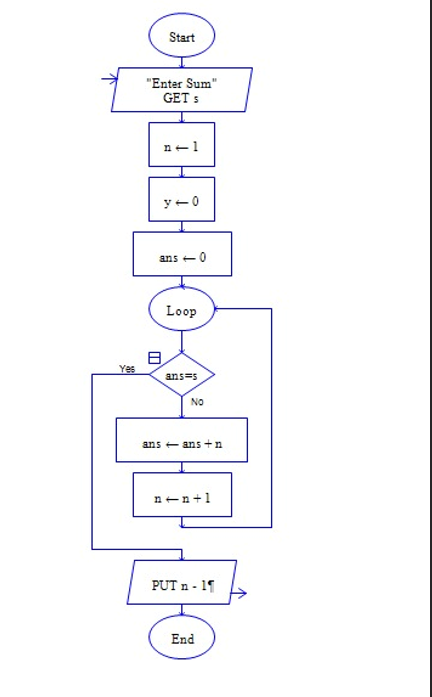 Start
"Enter Sum"
GET s
n ← 1
y ← 0
ans ← 0
Loop
Yes
ans=s
No
ans ← ans + n
n ← n + 1
PUT n - 1¶
End